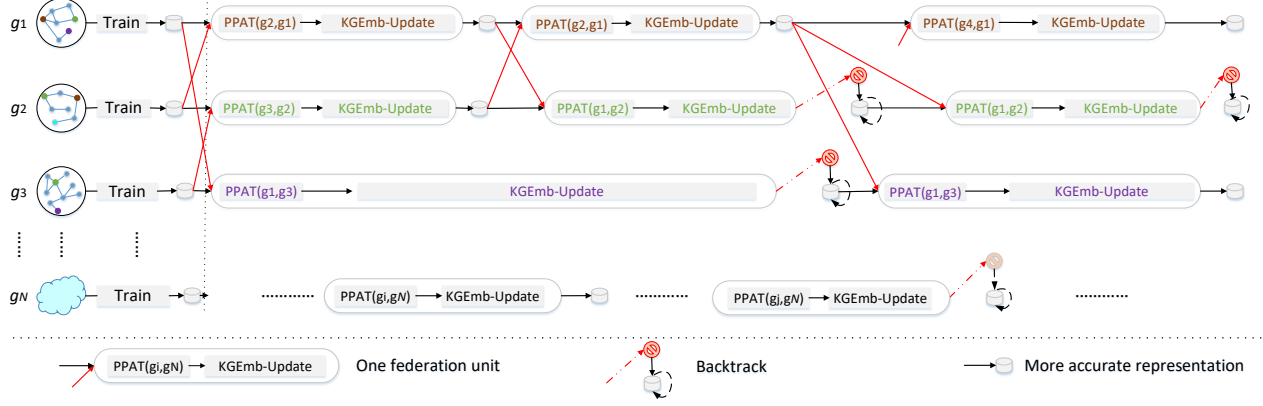 g1 Train PPAT(g2,g1) KGEmb-Update PPAT(g2,g1) KGEmb-Update PPAT(g4,g1) KGEmb-Update
g2 Train PPAT(g3,g2) KGEmb-Update PPAT(g1,g2) KGEmb-Update PPAT(g1,g2) KGEmb-Update
g3 Train PPAT(g1,g3) KGEmb-Update PPAT(g1,g3) KGEmb-Update
gN Train PPAT(gi,gN) KGEmb-Update PPAT(gj,gN) KGEmb-Update
PPAT(gi,gN) KGEmb-Update One federation unit Backtrack More accurate representation